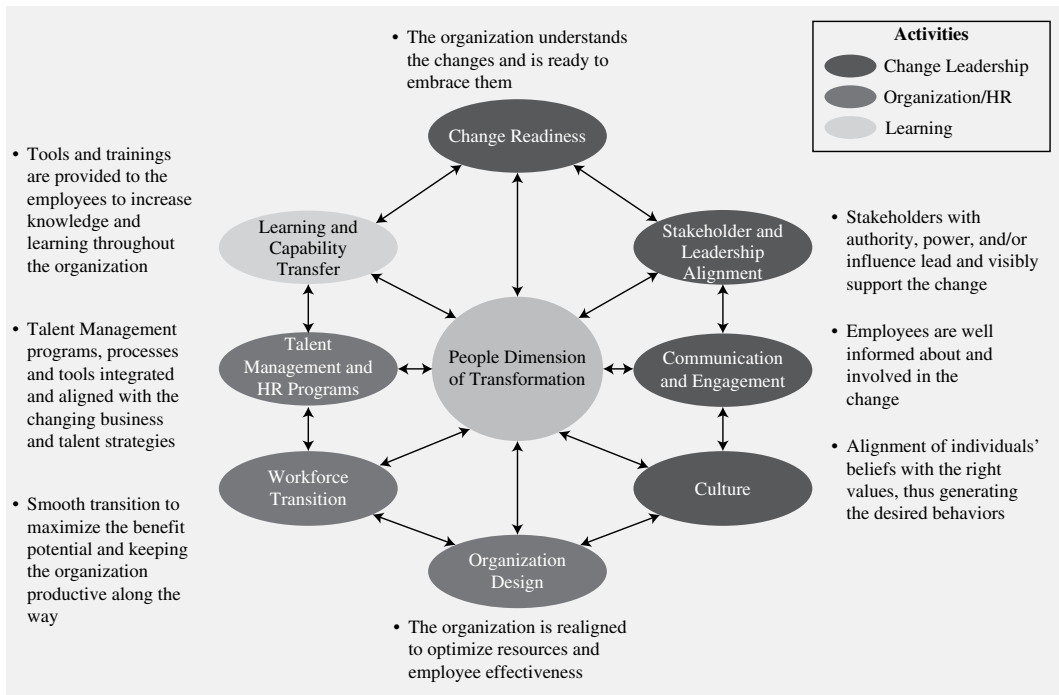 • The organization understands
the changes and is ready to
embrace them
Activities
Change Leadership
Organization/HR
Learning
Change Readiness
• Tools and trainings
are provided to the
employees to increase
knowledge and
learning throughout
the organization
Learning and
Capability
Transfer
Stakeholder and
Leadership
Alignment
• Stakeholders with
authority, power, and/or
influence lead and visibly
support the change
• Talent Management
programs, processes
and tools integrated
and aligned with the
changing business
and talent strategies
Talent
Management and
HR Programs
People Dimension
of Transformation
Communication
and Engagement
• Employees are well
informed about and
involved in the
change
Workforce
Transition
Culture
• Alignment of individuals’
beliefs with the right
values, thus generating
the desired behaviors
• Smooth transition to
maximize the benefit
potential and keeping
the organization
productive along the
way
Organization
Design
• The organization is realigned
to optimize resources and
employee effectiveness